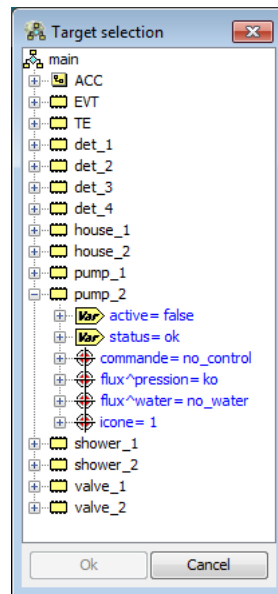 Target selection
main
ACC
EVT
TE
det_1
det_2
det_3
det_4
house_1
house_2
pump_1
pump_2
Var active= false
Var status= ok
commande= no_control
flux^pression= ko
flux^water= no_water
icone= 1
shower_1
shower_2
valve_1
valve_2
Ok Cancel